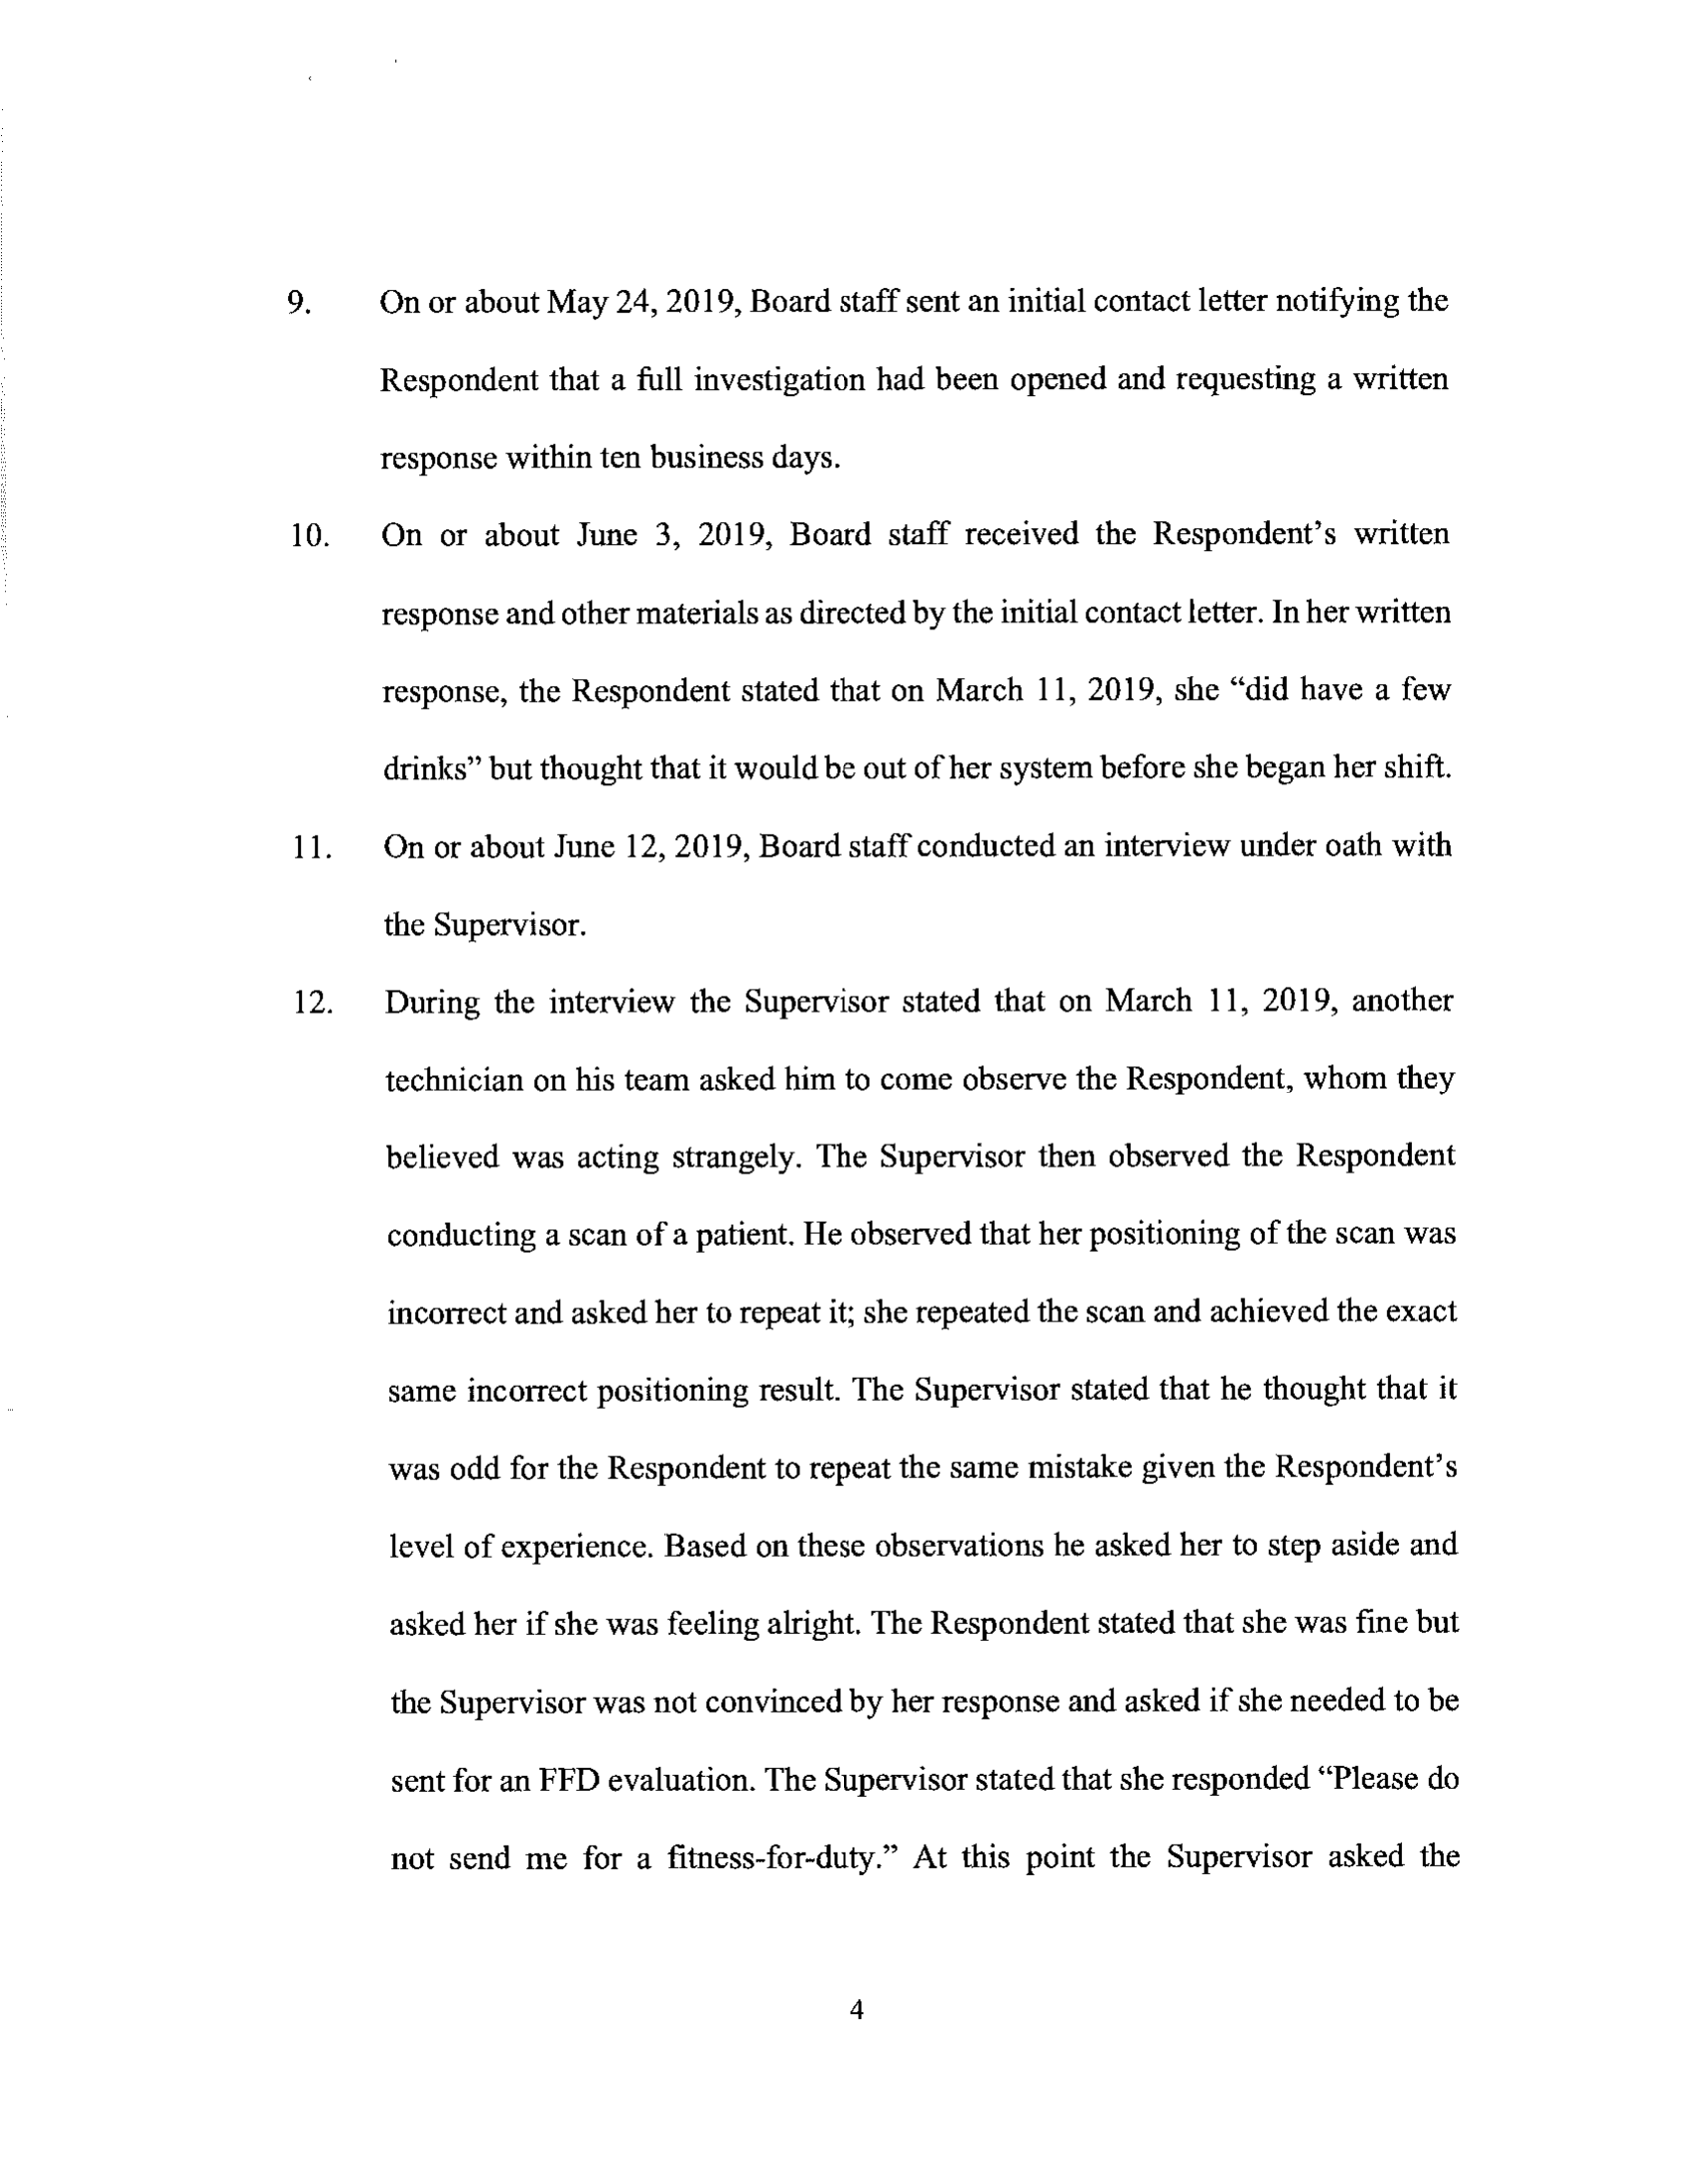 9. On or about May 24, 2019, Board staff sent an initial contact letter notifying the
Respondent that a full investigation had been opened and requesting a written
response within ten business days.
10. On or about June 3, 2019, Board staff received the Respondent’s written
response and other materials as directed by the initial contact letter. In her written
response, the Respondent stated that on March 11, 2019, she “did have a few
drinks” but thought that it would be out of her system before she began her shift.
11. On or about June 12, 2019, Board staff conducted an interview under oath with
the Supervisor.
12. During the interview the Supervisor stated that on March 11, 2019, another
technician on his team asked him to come observe the Respondent, whom they
believed was acting strangely. The Supervisor then observed the Respondent
conducting a scan of a patient. He observed that her positioning of the scan was
incorrect and asked her to repeat it; she repeated the scan and achieved the exact
same incorrect positioning result. The Supervisor stated that he thought that it
was odd for the Respondent to repeat the same mistake given the Respondent’s
level of experience. Based on these observations he asked her to step aside and
asked her if she was feeling alright. The Respondent stated that she was fine but
the Supervisor was not convinced by her response and asked if she needed to be
sent for an FFD evaluation. The Supervisor stated that she responded “Please do
not send me for a fitness-for-duty.” At this point the Supervisor asked the
4